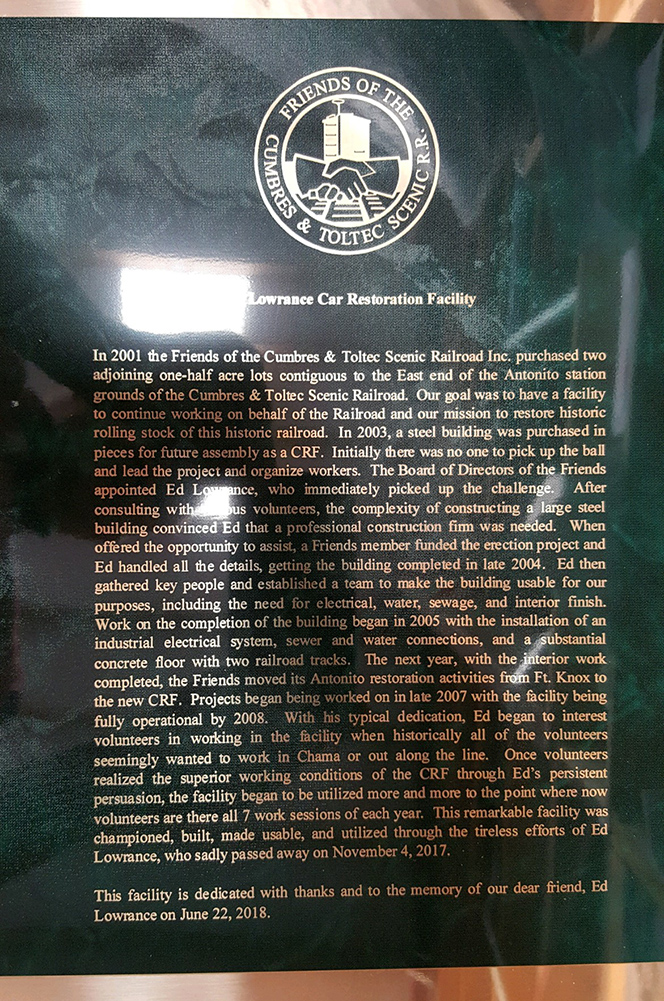 FRIENDS OF THE
CUMBRES & TOLTEC SCENIC R.R.
Lowrance Car Restoration Facility
In 2001 the Friends of the Cumbres & Toltec Scenic Railroad Inc. purchased two
adjoining one-half acre lots contiguous to the East end of the Antonito station
grounds of the Cumbres & Toltec Scenic Railroad. Our goal was to have a facility
to continue working on behalf of the Railroad and our mission to restore historic
rolling stock of this historic railroad. In 2003, a steel building was purchased in
pieces for future assembly as a CRF. Initially there was no one to pick up the ball
and lead the project and organize workers. The Board of Directors of the Friends
appointed Ed Lowrance, who immediately picked up the challenge. After
consulting with volunteers, the complexity of constructing a large steel
building convinced Ed that a professional construction firm was needed. When
offered the opportunity to assist, a Friends member funded the erection project and
Ed handled all the details, getting the building completed in late 2004. Ed then
gathered key people and established a team to make the building usable for our
purposes, including the need for electrical, water, sewage, and interior finish.
Work on the completion of the building began in 2005 with the installation of an
industrial electrical system, sewer and water connections, and a substantial
concrete floor with two railroad tracks. The next year, with the interior work
completed, the Friends moved its Antonito restoration activities from Ft. Knox to
the new CRF. Projects began being worked on in late 2007 with the facility being
fully operational by 2008. With his typical dedication, Ed began to interest
volunteers in working in the facility when historically all of the volunteers
seemingly wanted to work in Chama or out along the line. Once volunteers
realized the superior working conditions of the CRF through Ed's persistent
persuasion, the facility began to be utilized more and more to the point where now
volunteers are there all 7 work sessions of each year. This remarkable facility was
championed, built, made usable, and utilized through the tireless efforts of Ed
Lowrance, who sadly passed away on November 4, 2017.
This facility is dedicated with thanks and to the memory of our dear friend, Ed
Lowrance on June 22, 2018.